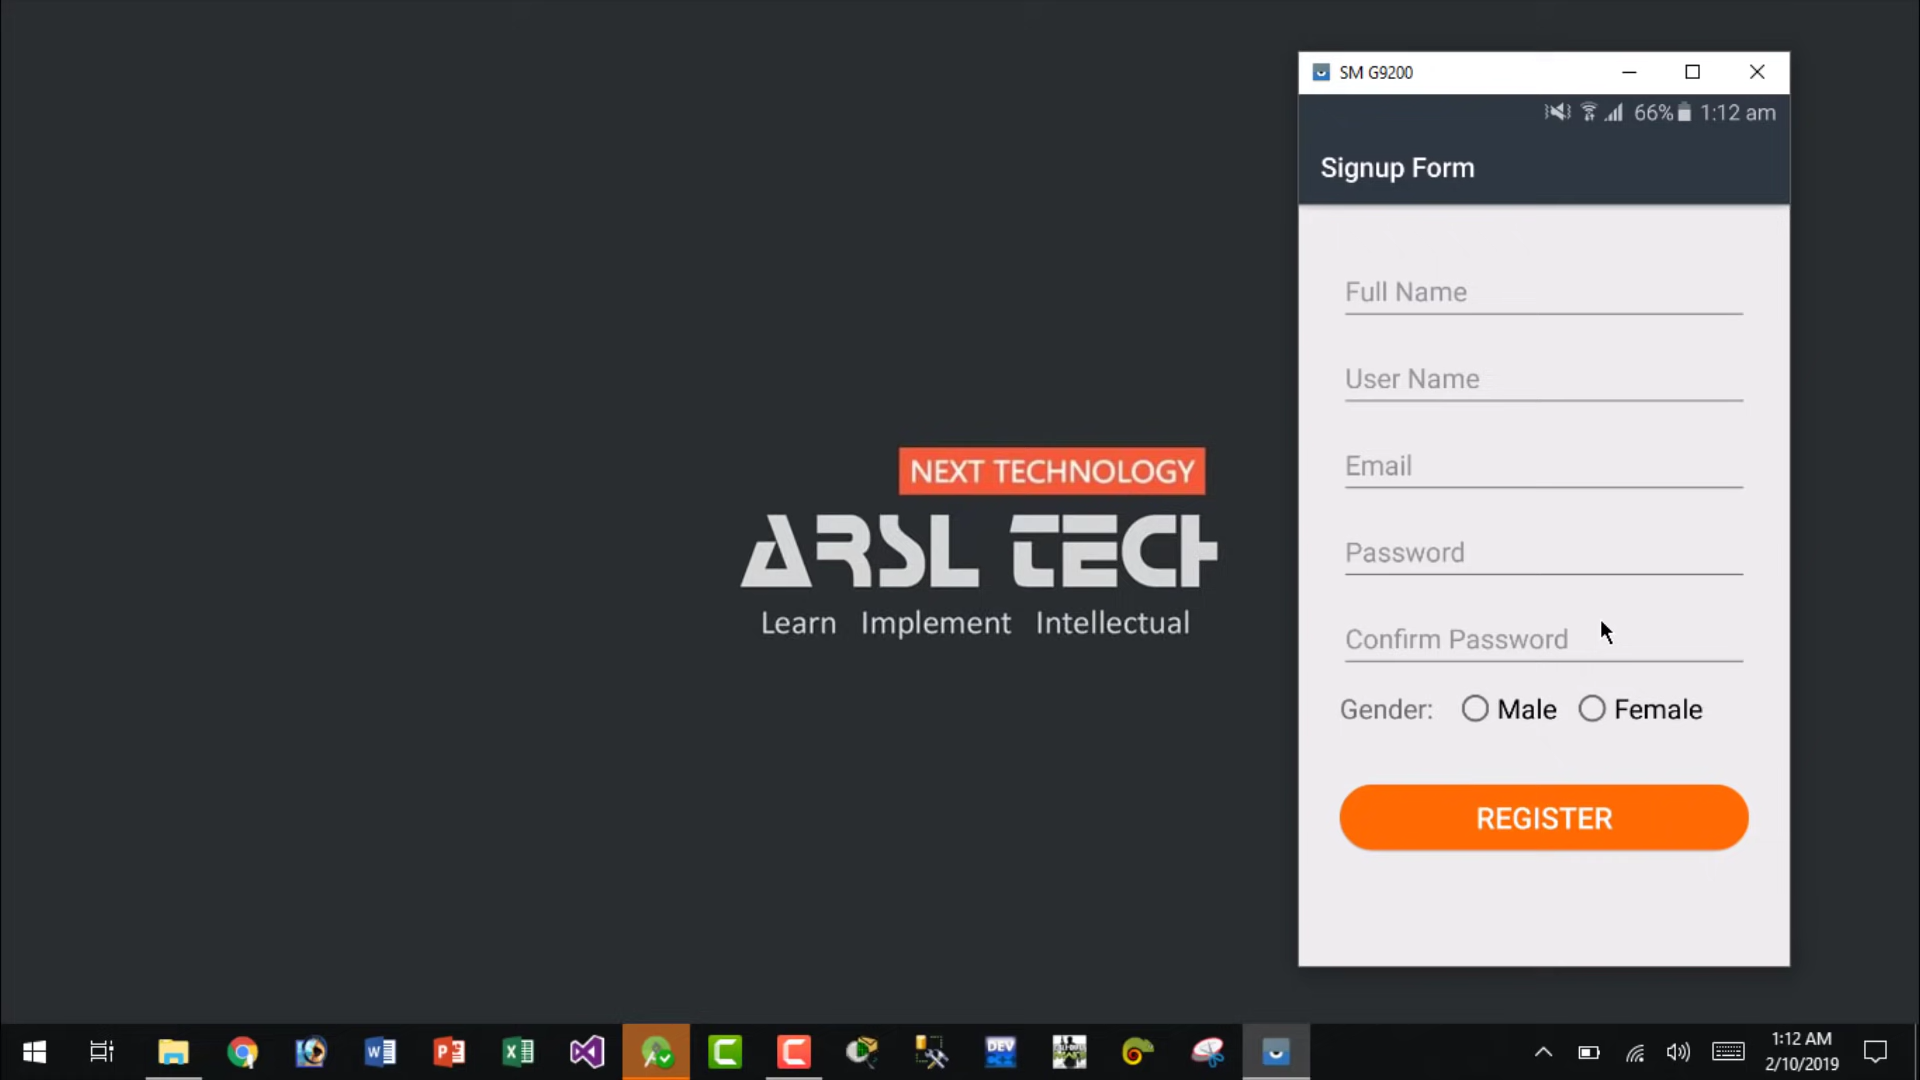 SM G9200
66% 1:12 am
Signup Form
Full Name
User Name
Email
Password
Confirm Password
Gender: Male Female
REGISTER
NEXT TECHNOLOGY
ARSL TECH
Learn Implement Intellectual
DEV
1:12 AM
2/10/2019